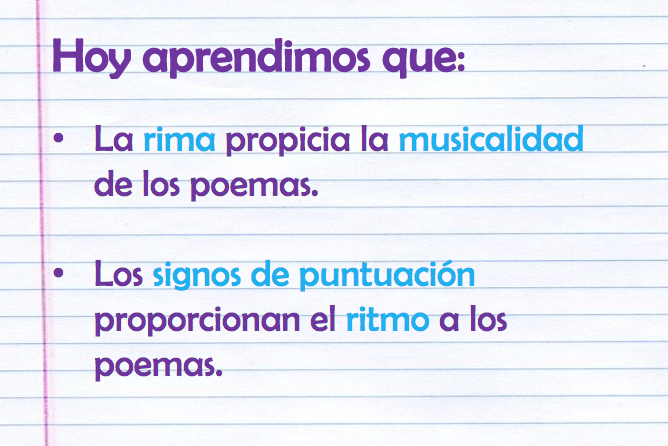 Hoy aprendimos que:
• La rima propicia la musicalidad
de los poemas.
• Los signos de puntuación
proporcionan el ritmo a los
poemas.